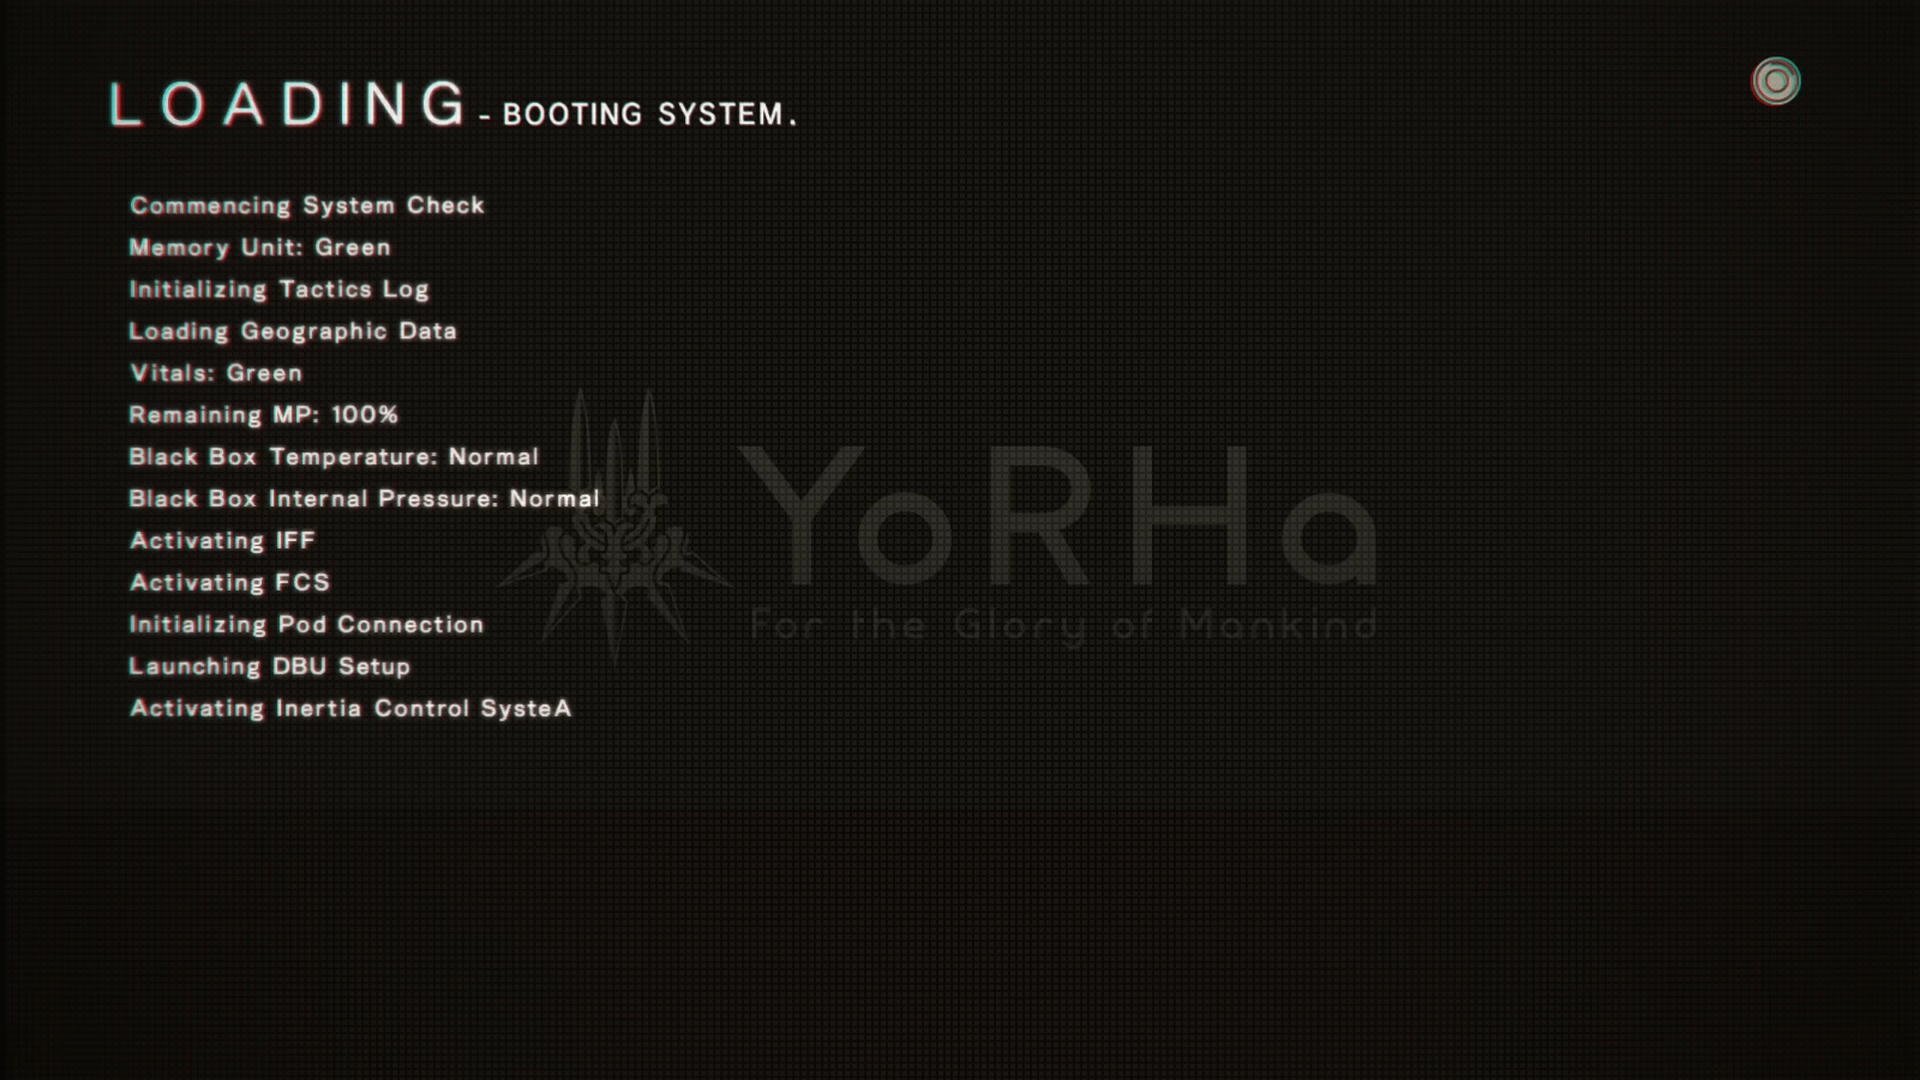 LOADING - BOOTING SYSTEM.
Commencing System Check
Memory Unit: Green
Initializing Tactics Log
Loading Geographic Data
Vitals: Green
Remaining MP: 100%
Black Box Temperature: Normal
Black Box Internal Pressure: Normal
Activating IFF
Activating FCS
Initializing Pod Connection
Launching DBU Setup
Activating Inertia Control SysteA
YoRHa
For the Glory of Mankind